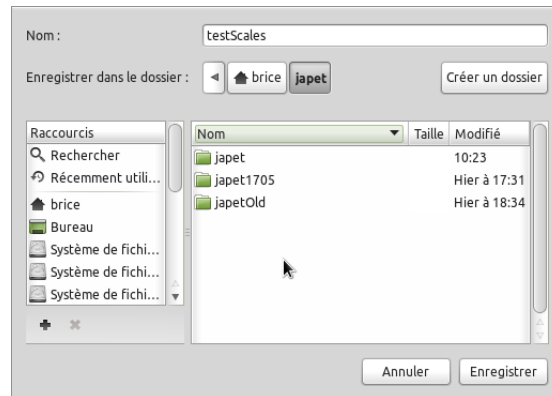 Nom :
testScales
Enregistrer dans le dossier :
brice
japet
Créer un dossier
Raccourcis
Rechercher
Récemment utili...
brice
Bureau
Système de fichi...
Système de fichi...
Système de fichi...
Nom Taille Modifié
japet 10:23
japet1705 Hier à 17:31
japetOld Hier à 18:34
Annuler
Enregistrer